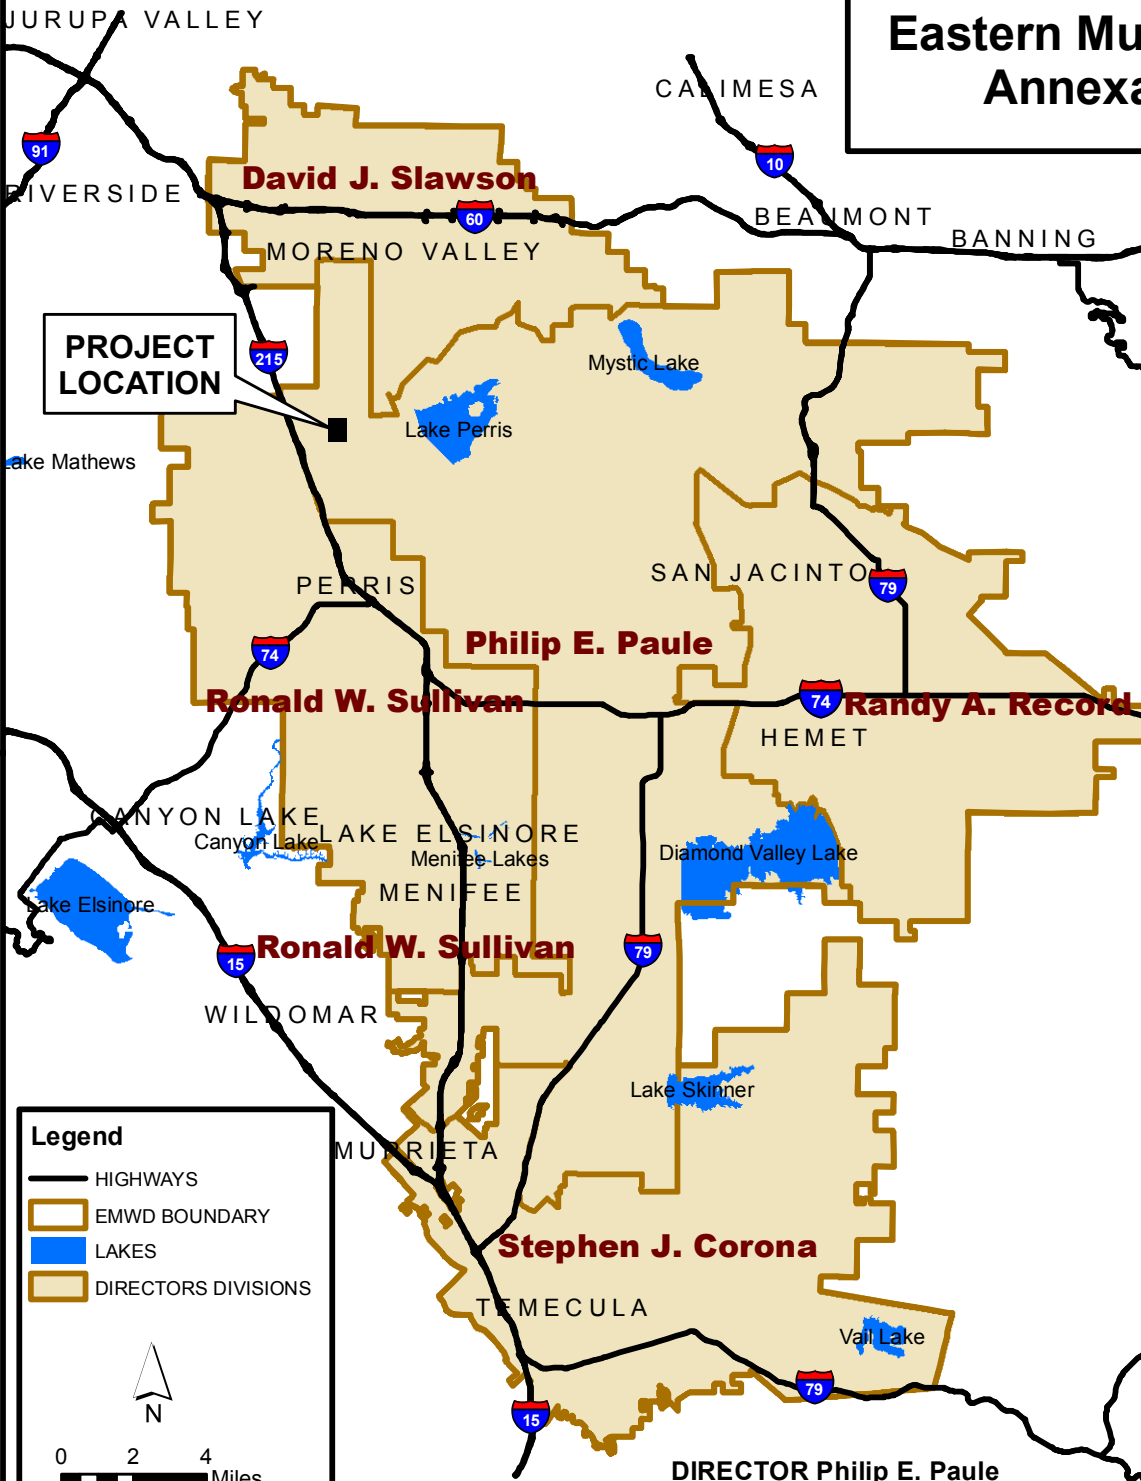 JURUPA VALLEY
Eastern Mu
Annexa
CALIMESA
91
10
RIVERSIDE
David J. Slawson
60
BEAUMONT
BANNING
MORENO VALLEY
PROJECT
LOCATION
215
Mystic Lake
Lake Perris
Lake Mathews
SAN JACINTO
79
PERRIS
74
Philip E. Paule
Ronald W. Sullivan
74
Randy A. Record
HEMET
CANYON LAKE
Canyon Lake
LAKE ELSINORE
Menifee Lakes
Diamond Valley Lake
MENIFEE
Lake Elsinore
Ronald W. Sullivan
15
79
WILDOMAR
Lake Skinner
MURRIETA
Legend
HIGHWAYS
EMWD BOUNDARY
LAKES
DIRECTORS DIVISIONS
Stephen J. Corona
TEMECULA
Vail Lake
79
15
N
0 2 4
Miles
DIRECTOR Philip E. Paule